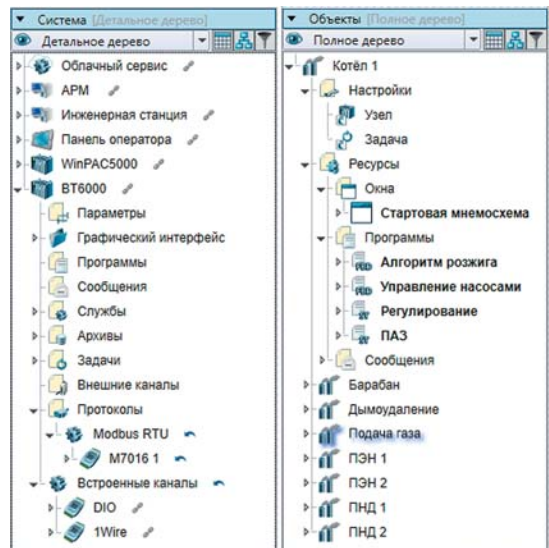 Система [Детальное дерево]
Детальное дерево
Облачный сервис
АРМ
Инженерная станция
Панель оператора
WinPAC5000
BT6000
Параметры
Графический интерфейс
Программы
Сообщения
Службы
Архивы
Задачи
Внешние каналы
Протоколы
Modbus RTU
M7016 1
Встроенные каналы
DIO
1Wire
Объекты [Полное дерево]
Полное дерево
Котёл 1
Настройки
Узел
Задача
Ресурсы
Окна
Стартовая мнемосхема
Программы
Алгоритм розжига
Управление насосами
Регулирование
ПАЗ
Сообщения
Барабан
Дымоудаление
Подача газа
ПЭН 1
ПЭН 2
ПНД 1
ПНД 2